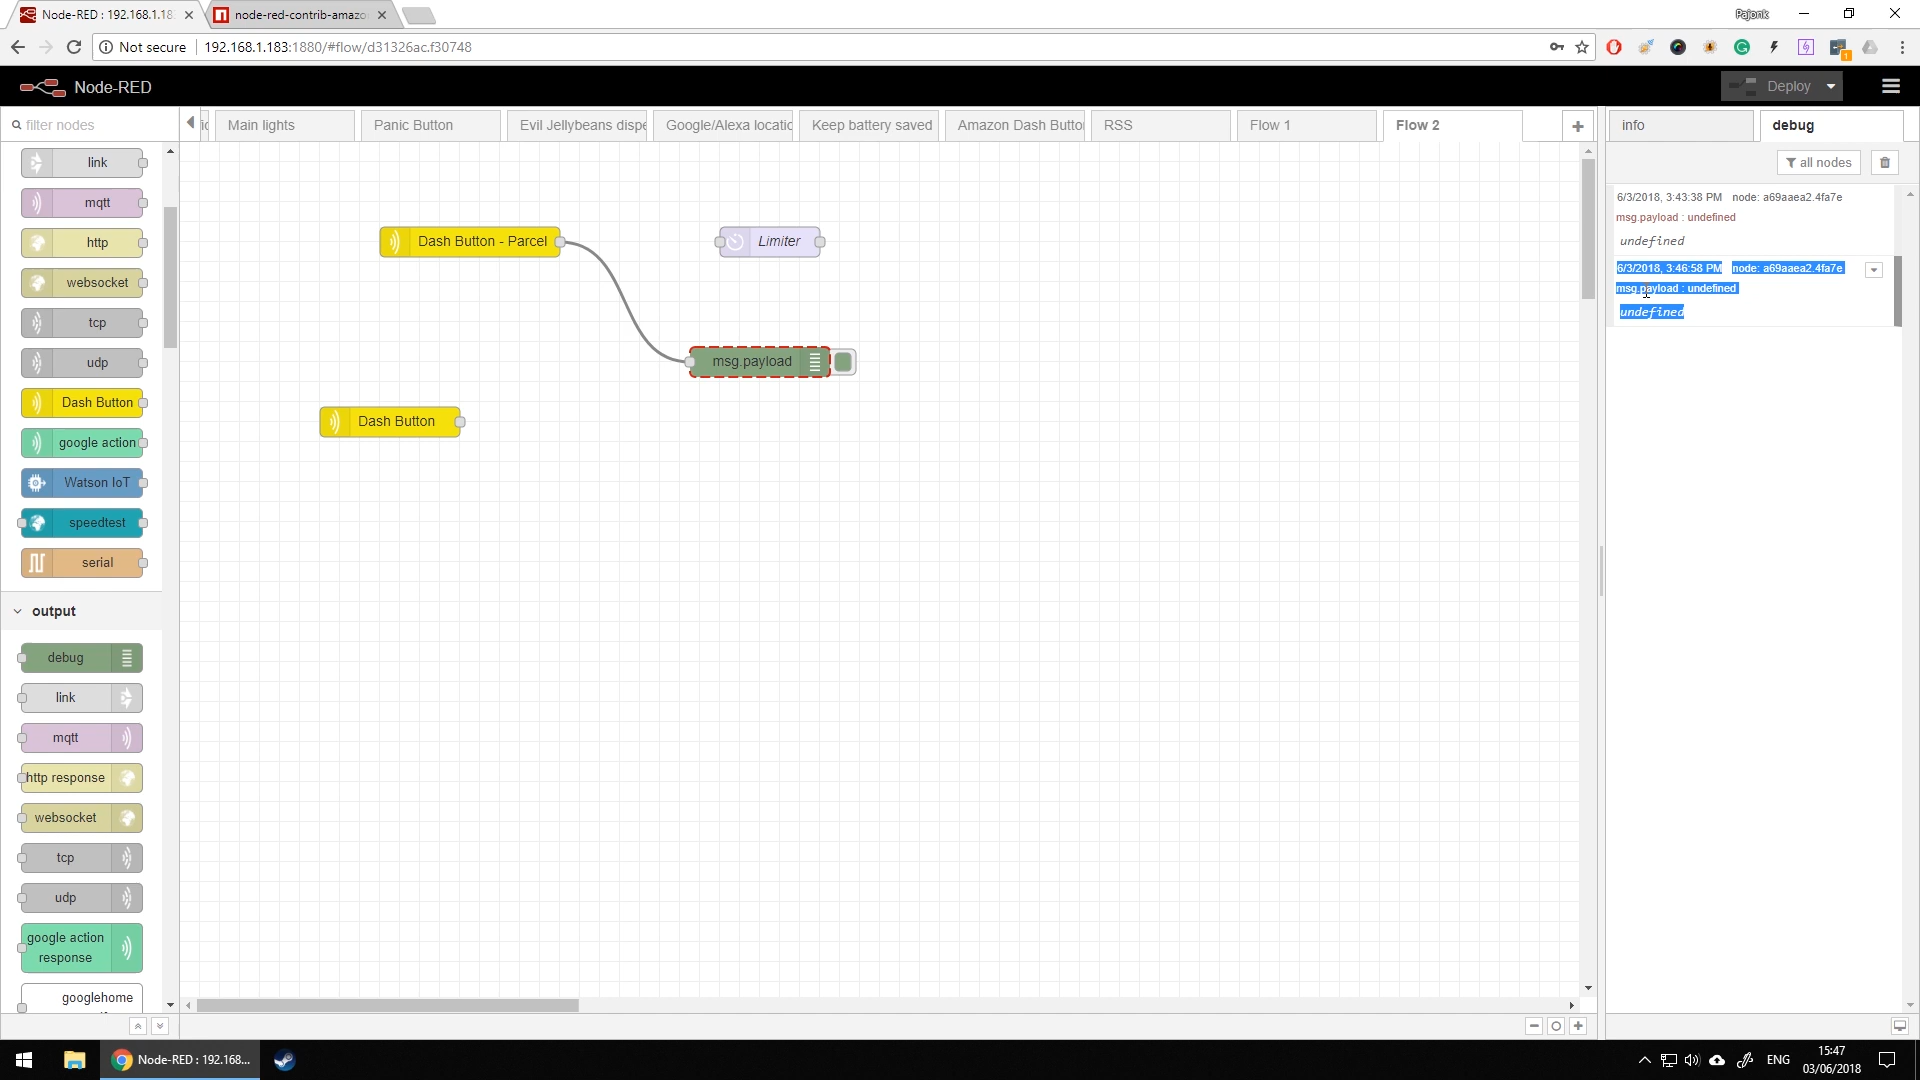 Node-RED : 192.168.1.18
node-red-contrib-amazo
Pajonk
Not secure
192.168.1.183:1880/#flow/d31326ac.f30748
Node-RED
Deploy
filter nodes
Main lights
Panic Button
Evil Jellybeans dispe
Google/Alexa locatic
Keep battery saved
Amazon Dash Button
RSS
Flow 1
Flow 2
info
debug
all nodes
link
mqtt
http
websocket
tcp
udp
Dash Button
google action
Watson IoT
speedtest
serial
output
debug
link
mqtt
http response
websocket
tcp
udp
google action
response
googlehome
Dash Button - Parcel
Limiter
msg.payload
Dash Button
6/3/2018, 3:43:38 PM node: a69aaea2.4fa7e
msg.payload : undefined
undefined
6/3/2018, 3:46:58 PM node: a69aaea2.4fa7e
msg.payload : undefined
undefined
Node-RED : 192.168...
ENG
15:47
03/06/2018